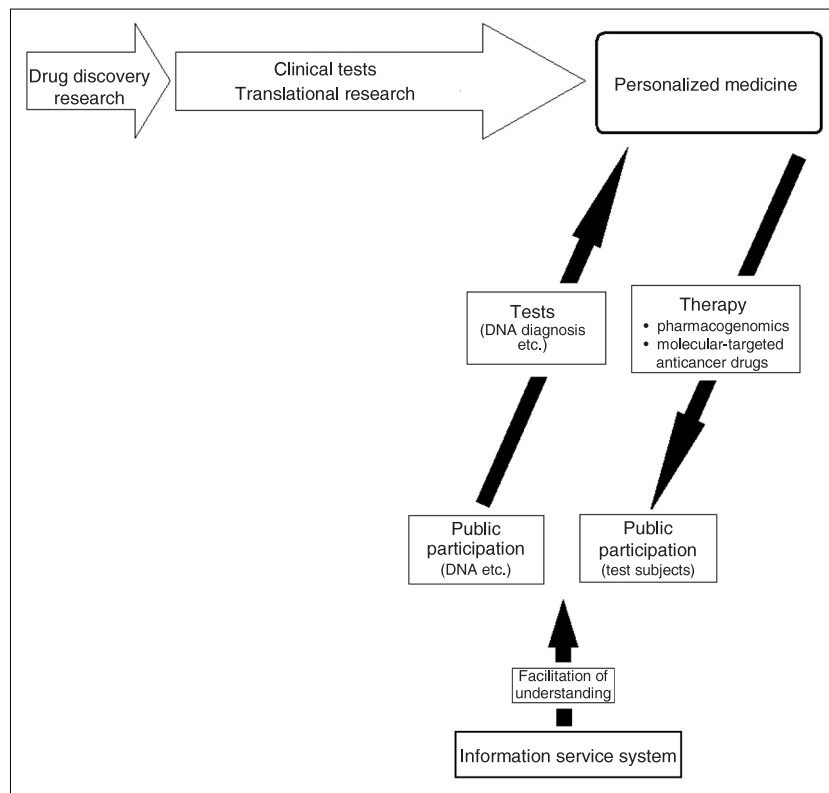 Drug discovery
research
Clinical tests
Translational research
Personalized medicine
Tests
(DNA diagnosis
etc.)
Therapy
• pharmacogenomics
• molecular-targeted
anticancer drugs
Public
participation
(DNA etc.)
Public
participation
(test subjects)
Facilitation of
understanding
Information service system